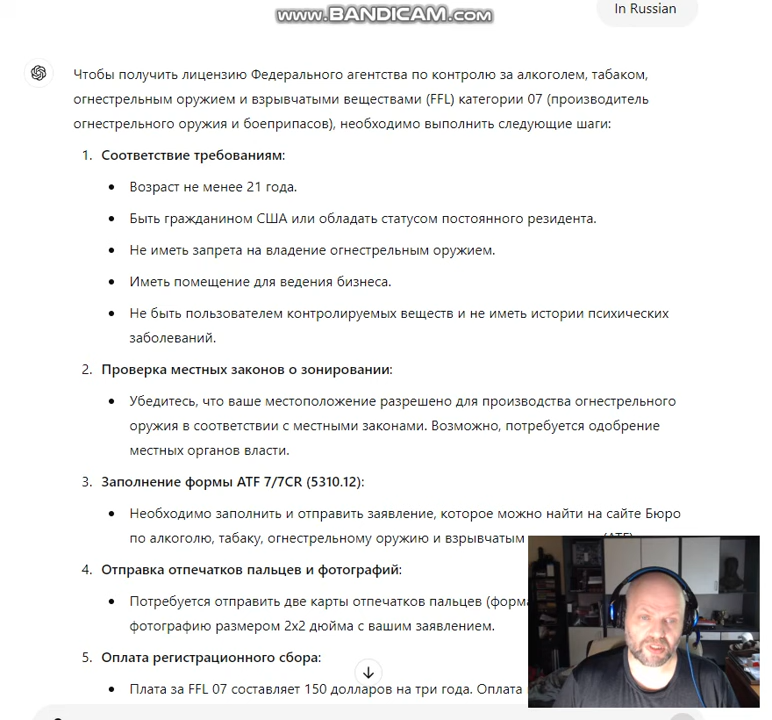 www.BANDICAM.com
In Russian
Чтобы получить лицензию Федерального агентства по контролю за алкоголем, табаком,
огнестрельным оружием и взрывчатыми веществами (FFL) категории 07 (производитель
огнестрельного оружия и боеприпасов), необходимо выполнить следующие шаги:
1. Соответствие требованиям:
• Возраст не менее 21 года.
• Быть гражданином США или обладать статусом постоянного резидента.
• Не иметь запрета на владение огнестрельным оружием.
• Иметь помещение для ведения бизнеса.
• Не быть пользователем контролируемых веществ и не иметь истории психических
заболеваний.
2. Проверка местных законов о зонировании:
• Убедитесь, что ваше местоположение разрешено для производства огнестрельного
оружия в соответствии с местными законами. Возможно, потребуется одобрение
местных органов власти.
3. Заполнение формы ATF 7/7CR (5310.12):
• Необходимо заполнить и отправить заявление, которое можно найти на сайте Бюро
по алкоголю, табаку, огнестрельному оружию и взрывчатым
4. Отправка отпечатков пальцев и фотографий:
• Потребуется отправить две карты отпечатков пальцев (форма
фотографию размером 2x2 дюйма с вашим заявлением.
5. Оплата регистрационного сбора:
• Плата за FFL 07 составляет 150 долларов на три года. Оплата